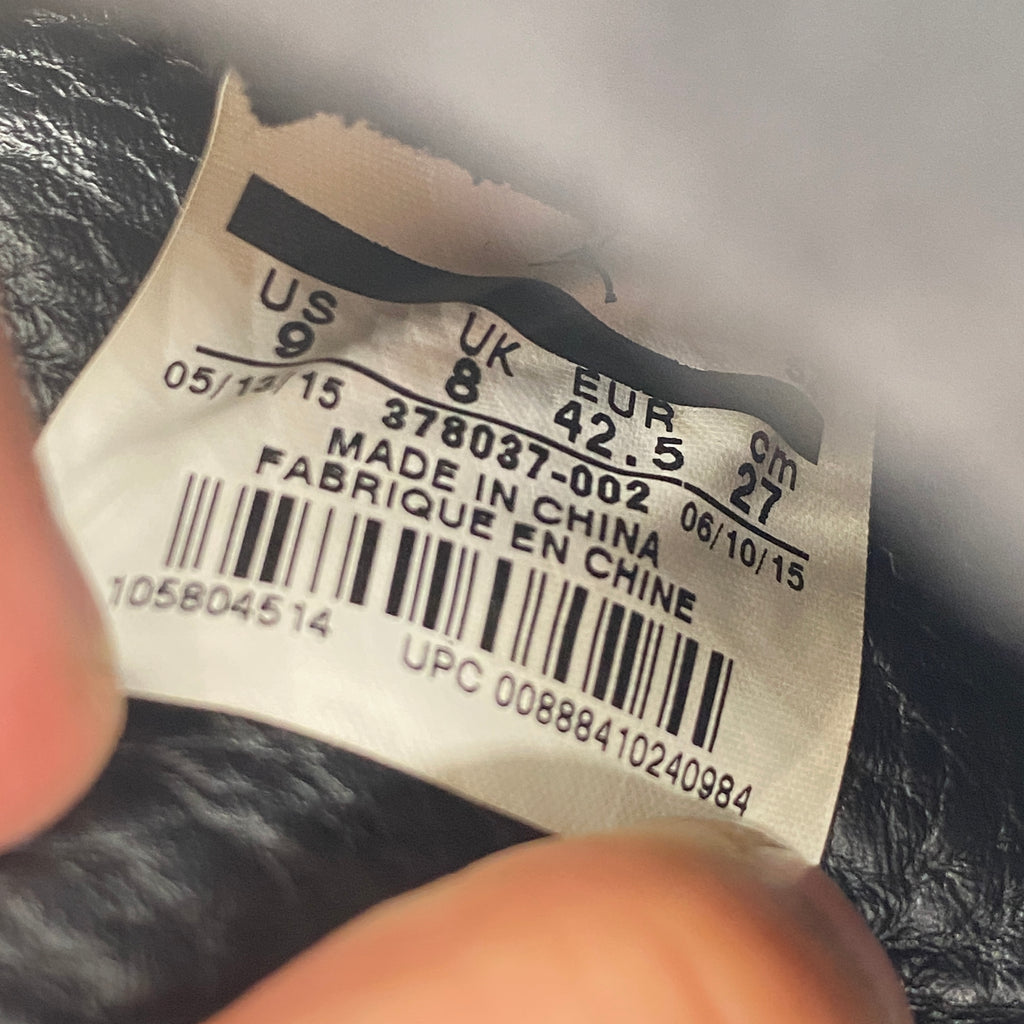 US UK EUR cm
9 8 42.5 27
05/12/15 378037-002 06/10/15
MADE IN CHINA
FABRIQUE EN CHINE
105804514 UPC 00888410240984